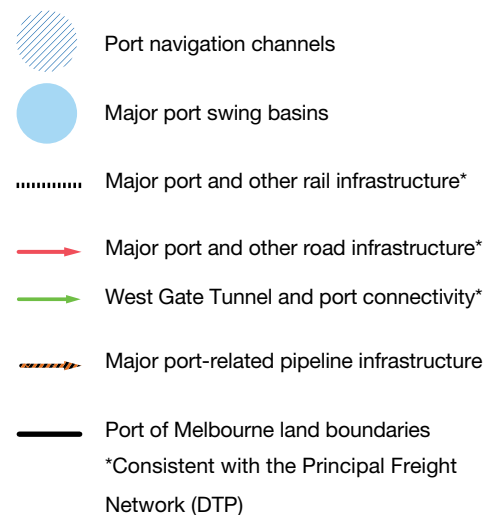 Port navigation channels
Major port swing basins
Major port and other rail infrastructure*
Major port and other road infrastructure*
West Gate Tunnel and port connectivity*
Major port-related pipeline infrastructure
Port of Melbourne land boundaries
*Consistent with the Principal Freight
Network (DTP)